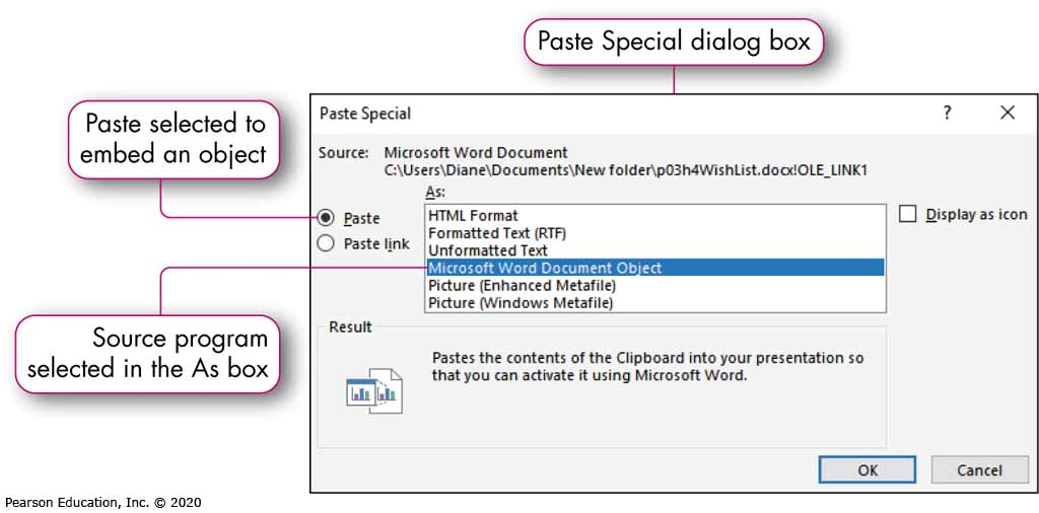 Paste Special dialog box
Paste selected to
embed an object
Paste Special
?
Source: Microsoft Word Document
C:\Users\Diane\Documents\New folder\p03h4WishList.docx!OLE_LINK1
As:
Paste
Paste link
HTML Format
Formatted Text (RTF)
Unformatted Text
Microsoft Word Document Object
Picture (Enhanced Metafile)
Picture (Windows Metafile)
Display as icon
Source program
selected in the As box
Result
Pastes the contents of the Clipboard into your presentation so
that you can activate it using Microsoft Word.
OK
Cancel
Pearson Education, Inc. © 2020